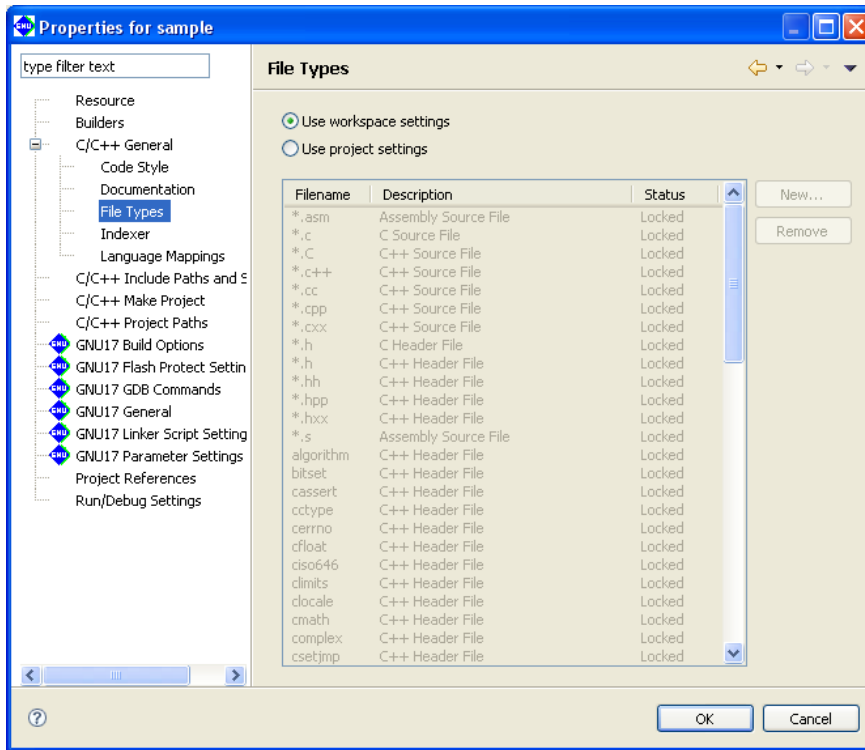 Properties for sample
type filter text
Resource
Builders
C/C++ General
Code Style
Documentation
File Types
Indexer
Language Mappings
C/C++ Include Paths and S
C/C++ Make Project
C/C++ Project Paths
GNU GNU17 Build Options
GNU GNU17 Flash Protect Settin
GNU GNU17 GDB Commands
GNU GNU17 General
GNU GNU17 Linker Script Setting
GNU GNU17 Parameter Settings
Project References
Run/Debug Settings
File Types
Use workspace settings
Use project settings
Filename Description Status
*.asm Assembly Source File Locked
*.c C Source File Locked
*.C C++ Source File Locked
*.c++ C++ Source File Locked
*.cc C++ Source File Locked
*.cpp C++ Source File Locked
*.cxx C++ Source File Locked
*.h C Header File Locked
*.h C++ Header File Locked
*.hh C++ Header File Locked
*.hpp C++ Header File Locked
*.hxx C++ Header File Locked
*.s Assembly Source File Locked
algorithm C++ Header File Locked
bitset C++ Header File Locked
cassert C++ Header File Locked
cctype C++ Header File Locked
cerrno C++ Header File Locked
cfloat C++ Header File Locked
ciso646 C++ Header File Locked
climits C++ Header File Locked
clocale C++ Header File Locked
cmath C++ Header File Locked
complex C++ Header File Locked
csetjmp C++ Header File Locked
New...
Remove
OK Cancel